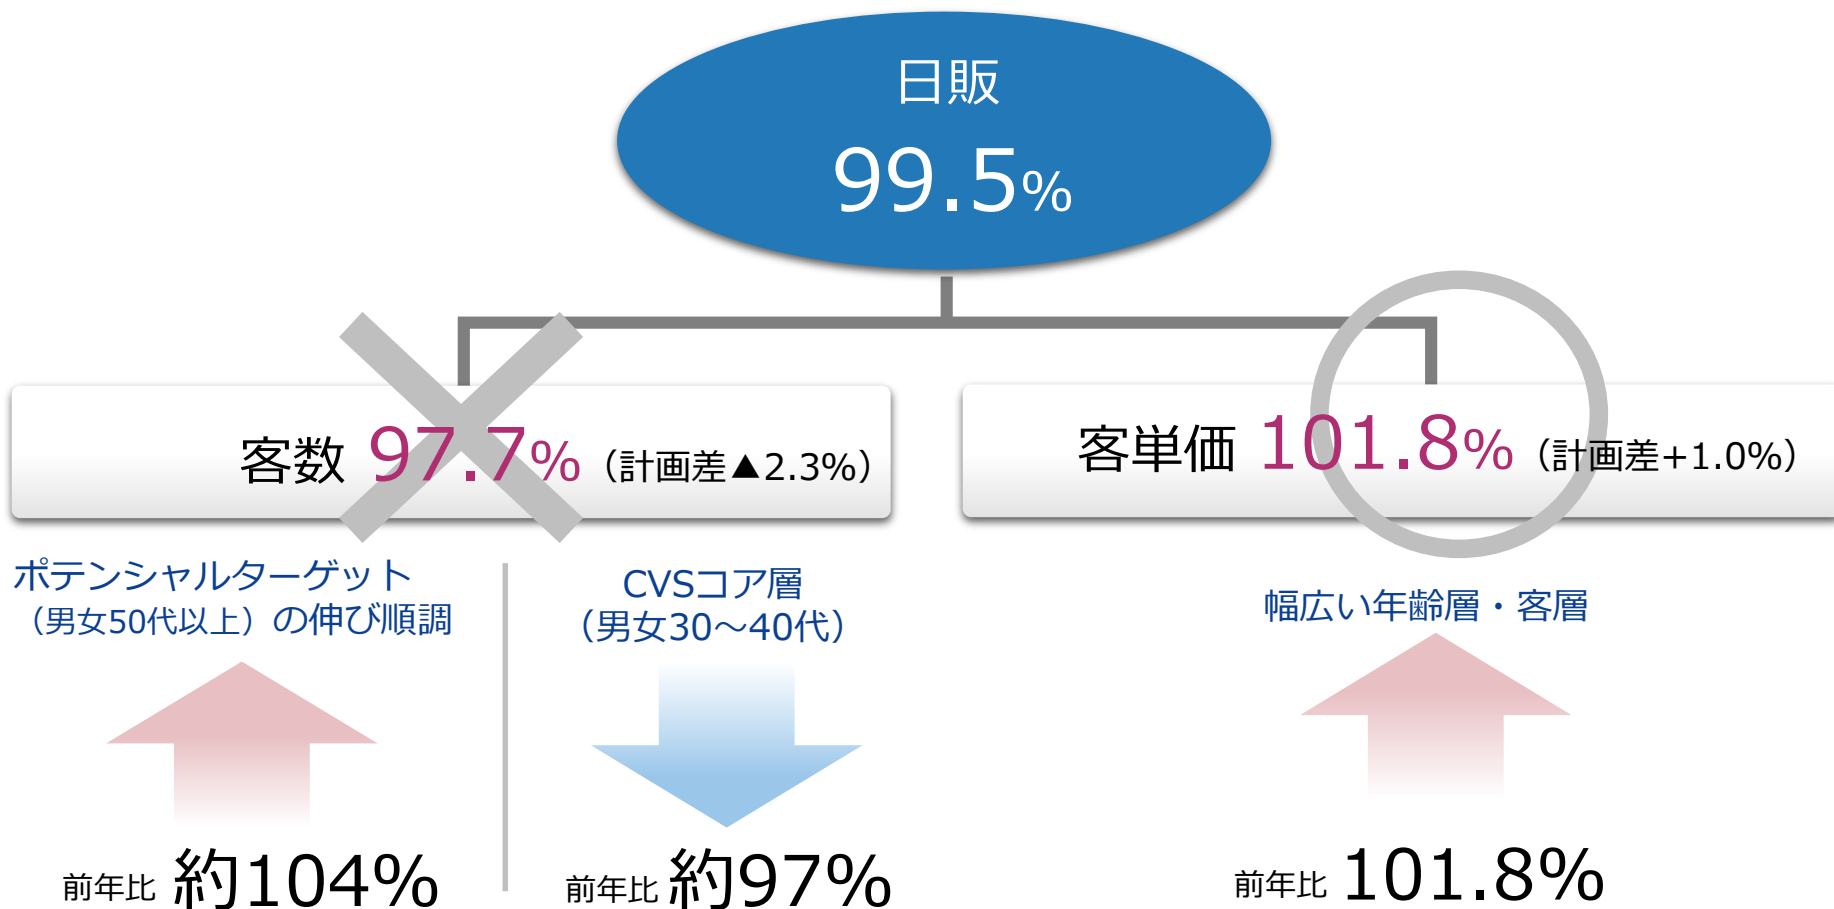 日販
99.5%
客数 97.7%（計画差▲2.3%）
客単価 101.8%（計画差+1.0%）
ポテンシャルターゲット
（男女50代以上）の伸び順調
前年比 約104%
CVSコア層
（男女30～40代）
前年比 約97%
幅広い年齢層・客層
前年比 101.8%